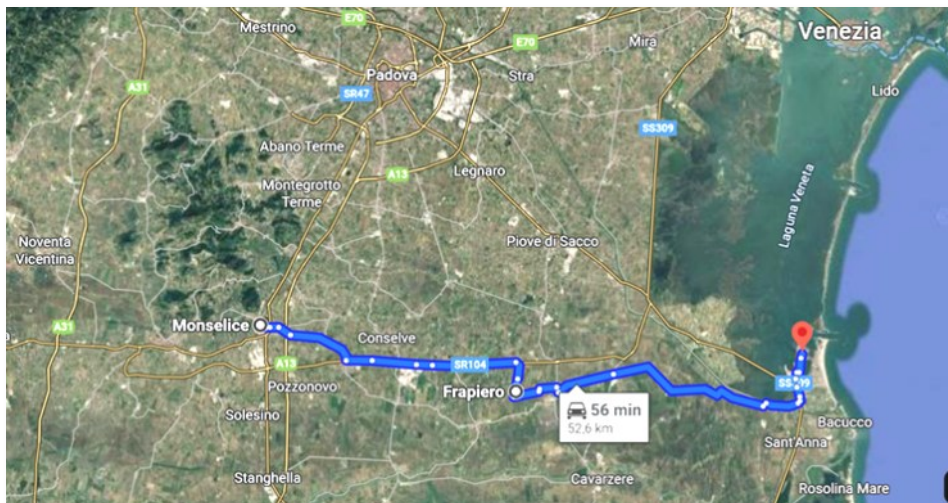 Mestrino
E70
E70
Mira
Venezia
Padova
Stra
A31
SR47
Lido
SS309
Abano Terme
A13
Legnaro
Montegrotto
Terme
Laguna Veneta
Noventa
Vicentina
Piove di Sacco
A31
Monselice
Conselve
A13
SR104
Pozzonovo
Frapiero
56 min
52,6 km
Solesino
Bacucco
Sant'Anna
Stanghella
Cavarzere
Rosolina Mare